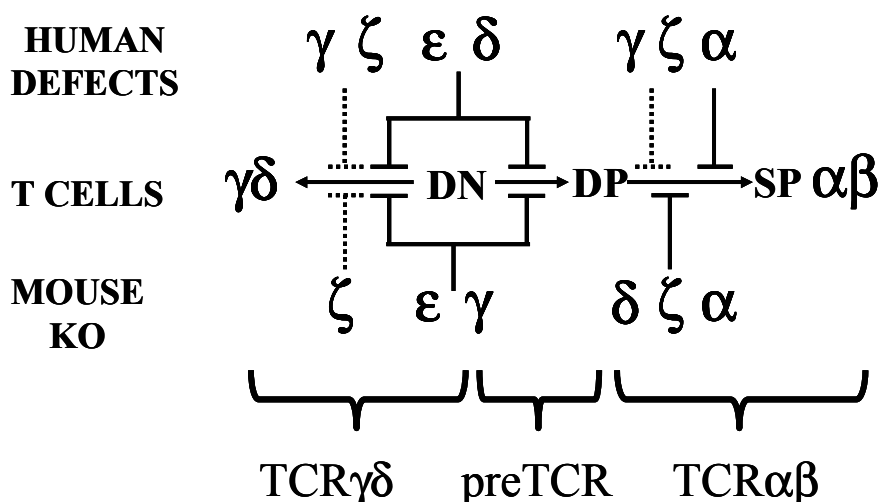 HUMAN DEFECTS γ ζ ε δ γ ζ α
T CELLS γδ DN DP SP αβ
MOUSE KO ζ ε γ δ ζ α
TCRγδ preTCR TCRαβ